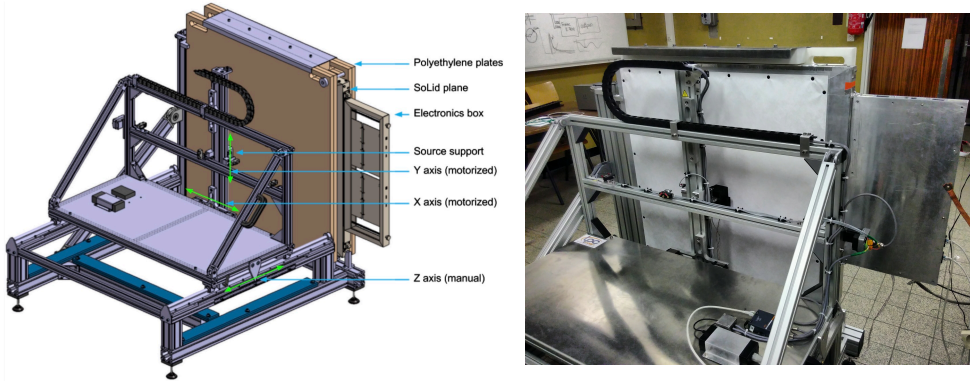 Polyethylene plates
SoLid plane
Electronics box
Source support
Y axis (motorized)
X axis (motorized)
Z axis (manual)